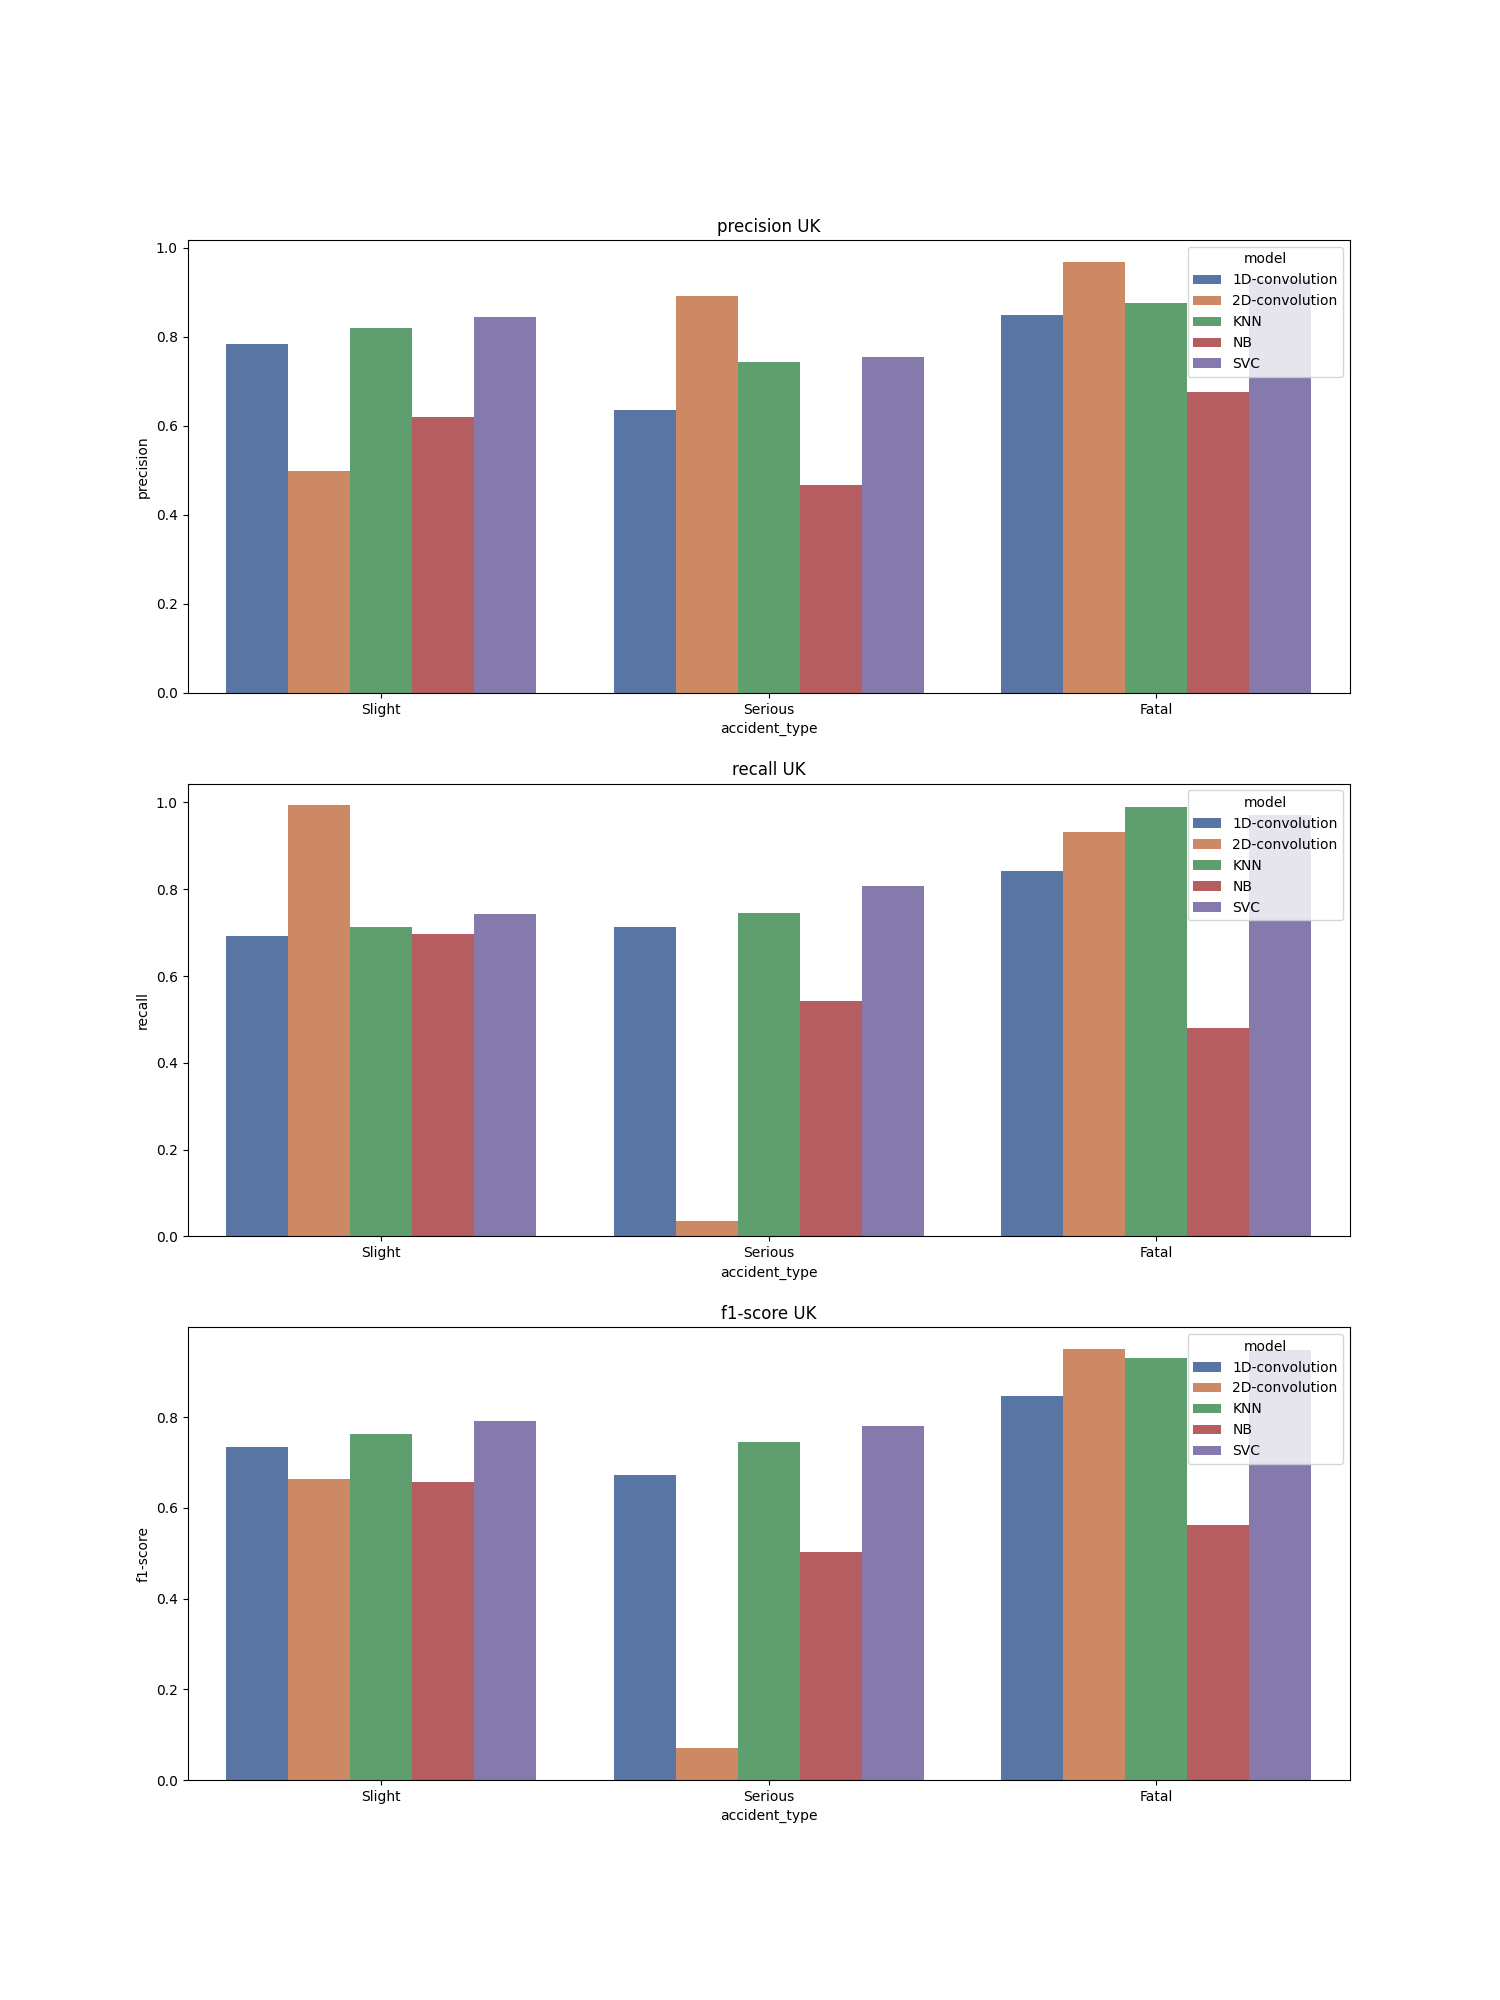 precision UK
1.0
0.8
0.6
0.4
0.2
0.0
precision
Slight
Serious
Fatal
accident_type
model
1D-convolution
2D-convolution
KNN
NB
SVC
recall UK
1.0
0.8
0.6
0.4
0.2
0.0
recall
Slight
Serious
Fatal
accident_type
model
1D-convolution
2D-convolution
KNN
NB
SVC
f1-score UK
0.8
0.6
0.4
0.2
0.0
f1-score
Slight
Serious
Fatal
accident_type
model
1D-convolution
2D-convolution
KNN
NB
SVC